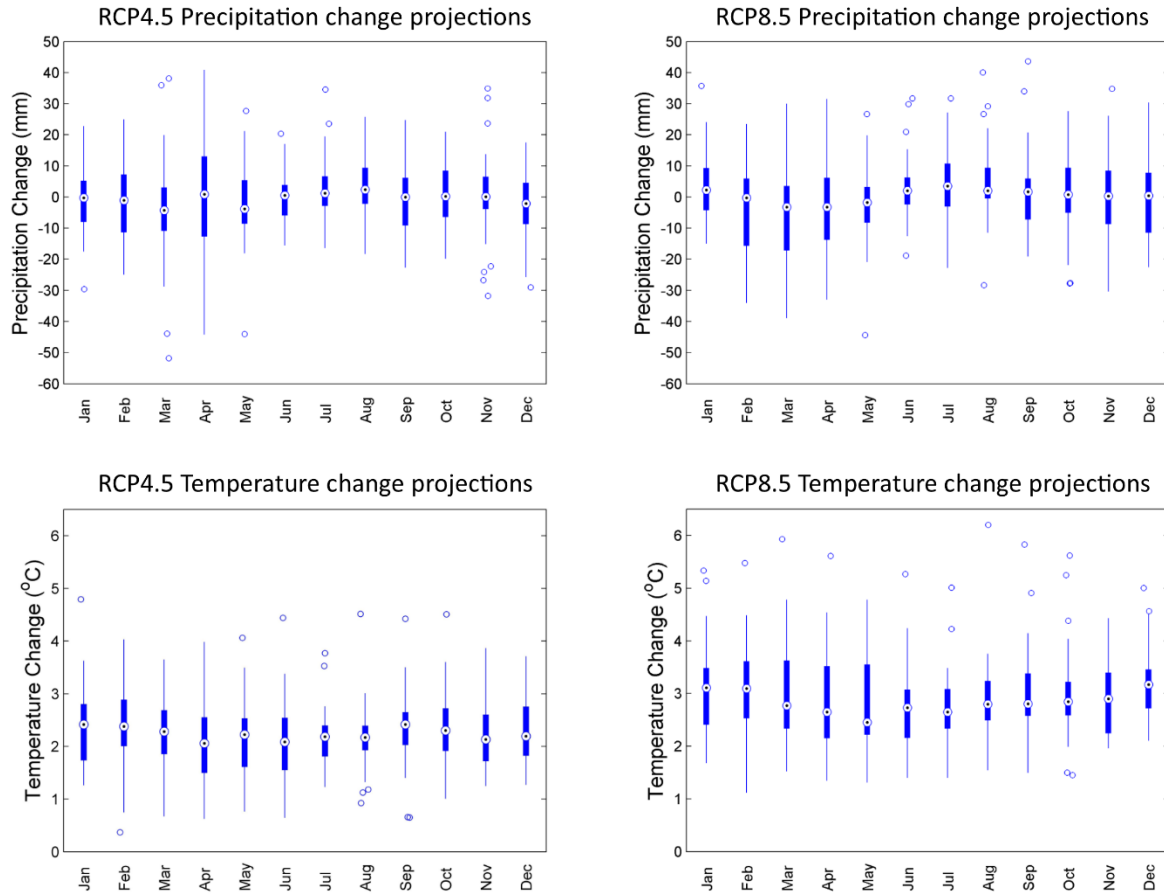 RCP4.5 Precipitation change projections
Precipitation Change (mm)
50
40
30
20
10
0
-10
-20
-30
-40
-50
-60
Jan
Feb
Mar
Apr
May
Jun
Jul
Aug
Sep
Oct
Nov
Dec
RCP8.5 Precipitation change projections
Precipitation Change (mm)
50
40
30
20
10
0
-10
-20
-30
-40
-50
-60
Jan
Feb
Mar
Apr
May
Jun
Jul
Aug
Sep
Oct
Nov
Dec
RCP4.5 Temperature change projections
Temperature Change (°C)
6
5
4
3
2
1
0
Jan
Feb
Mar
Apr
May
Jun
Jul
Aug
Sep
Oct
Nov
Dec
RCP8.5 Temperature change projections
Temperature Change (°C)
6
5
4
3
2
1
0
Jan
Feb
Mar
Apr
May
Jun
Jul
Aug
Sep
Oct
Nov
Dec